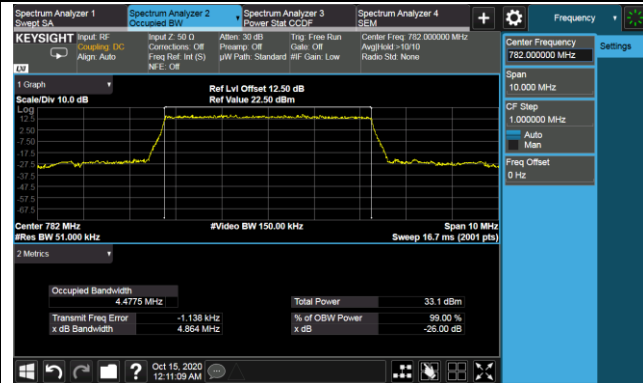 Spectrum Analyzer 1
Swept SA
Spectrum Analyzer 2
Occupied BW
Spectrum Analyzer 3
Power Stat CCDF
Spectrum Analyzer 4
SEM
+
Frequency
KEYSIGHT
LXI
Input: RF
Coupling: DC
Align: Auto
Input Z: 50 Ω
Corrections: Off
Freq Ref: Int (S)
NFE: Off
Atten: 30 dB
Preamp: Off
µW Path: Standard
Trig: Free Run
Gate: Off
#IF Gain: Low
Center Freq: 782.000000 MHz
Avg|Hold:>10/10
Radio Std: None
Center Frequency
782.000000 MHz
Settings
Span
10.000 MHz
CF Step
1.000000 MHz
Auto
Man
Freq Offset
0 Hz
1 Graph
Scale/Div 10.0 dB
Ref Lvl Offset 12.50 dB
Ref Value 22.50 dBm
Log
12.5
2.50
-7.50
-17.5
-27.5
-37.5
-47.5
-57.5
-67.5
Center 782 MHz
#Res BW 51.000 kHz
#Video BW 150.00 kHz
Span 10 MHz
Sweep 16.7 ms (2001 pts)
2 Metrics
Occupied Bandwidth
4.4775 MHz
Total Power 33.1 dBm
Transmit Freq Error -1.138 kHz
% of OBW Power 99.00 %
x dB Bandwidth 4.864 MHz
x dB -26.00 dB
?
Oct 15, 2020
12:11:09 AM